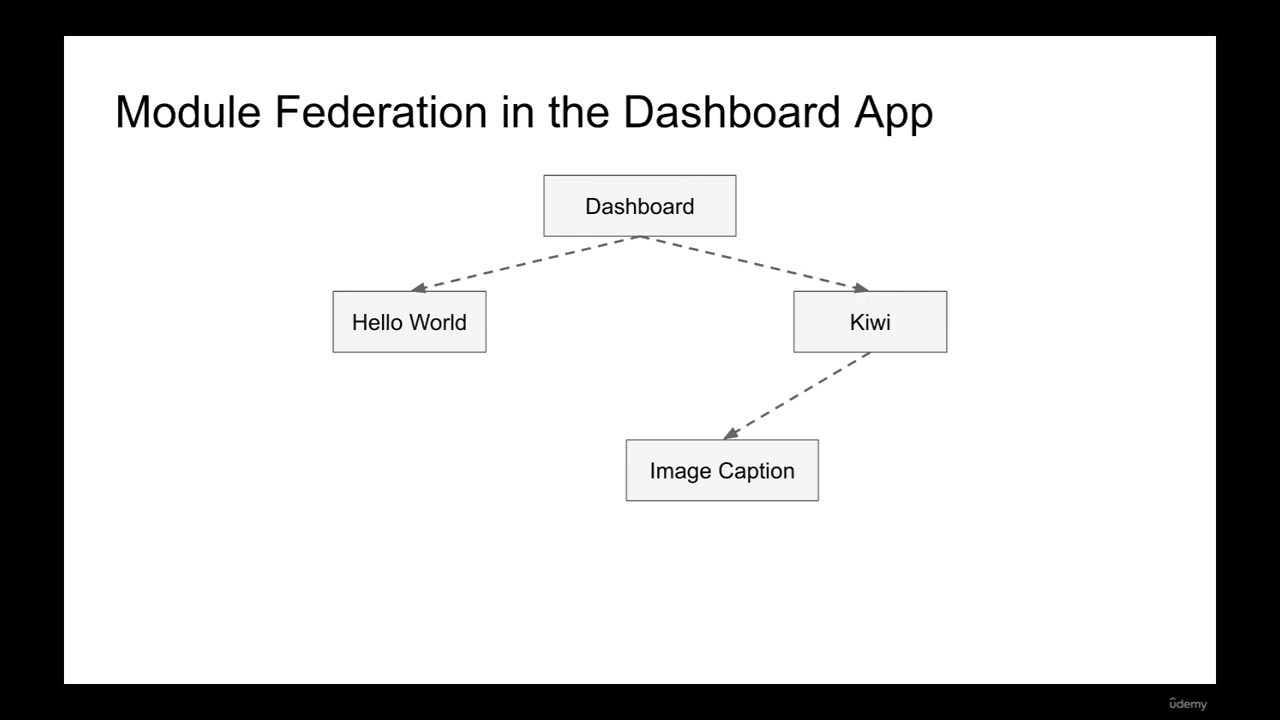 Module Federation in the Dashboard App
Dashboard
Hello World
Kiwi
Image Caption
ûdemy